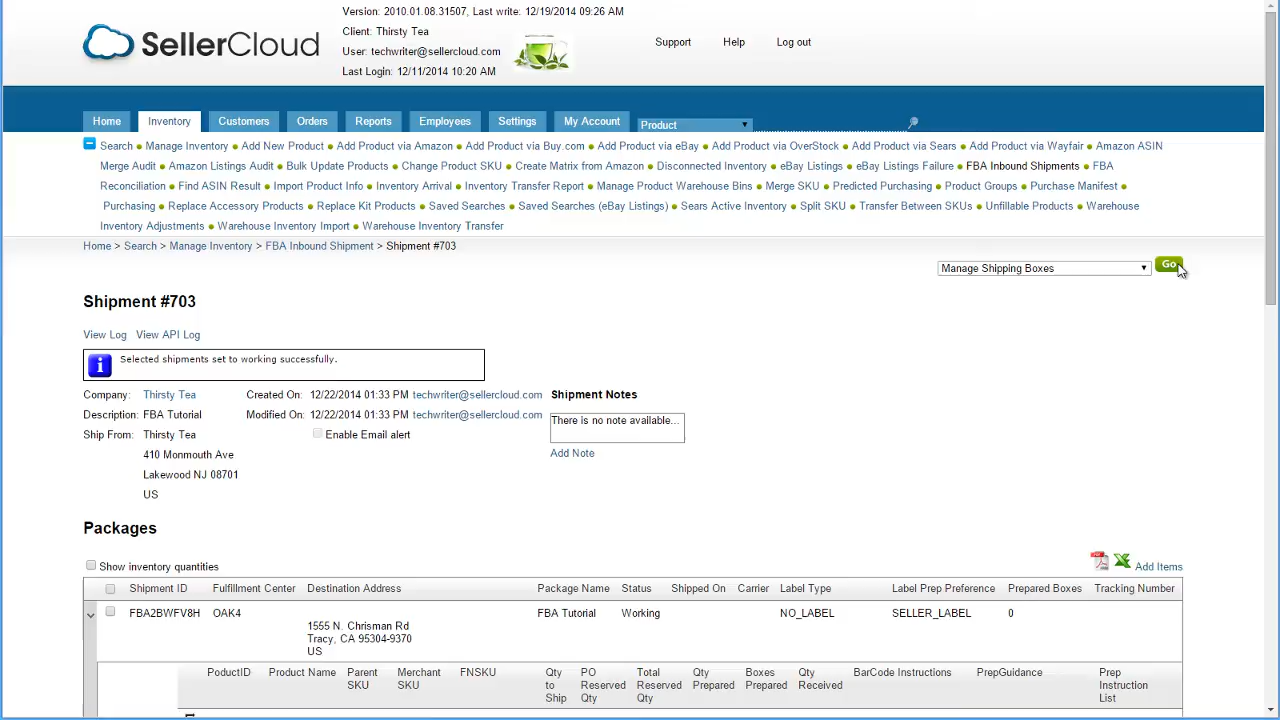 Version: 2010.01.08.31507, Last write: 12/19/2014 09:26 AM
SellerCloud
Client: Thirsty Tea
User: techwriter@sellercloud.com
Last Login: 12/11/2014 10:20 AM
Support Help Log out
Home Inventory Customers Orders Reports Employees Settings My Account Product
Search Manage Inventory Add New Product Add Product via Amazon Add Product via Buy.com Add Product via eBay Add Product via OverStock Add Product via Sears Add Product via Wayfair Amazon ASIN
Merge Audit Amazon Listings Audit Bulk Update Products Change Product SKU Create Matrix from Amazon Disconnected Inventory eBay Listings eBay Listings Failure FBA Inbound Shipments FBA
Reconciliation Find ASIN Result Import Product Info Inventory Arrival Inventory Transfer Report Manage Product Warehouse Bins Merge SKU Predicted Purchasing Product Groups Purchase Manifest
Purchasing Replace Accessory Products Replace Kit Products Saved Searches Saved Searches (eBay Listings) Sears Active Inventory Split SKU Transfer Between SKUs Unfillable Products Warehouse
Inventory Adjustments Warehouse Inventory Import Warehouse Inventory Transfer
Home > Search > Manage Inventory > FBA Inbound Shipment > Shipment #703
Manage Shipping Boxes Go
Shipment #703
View Log View API Log
Selected shipments set to working successfully.
Company: Thirsty Tea Created On: 12/22/2014 01:33 PM techwriter@sellercloud.com Shipment Notes
Description: FBA Tutorial Modified On: 12/22/2014 01:33 PM techwriter@sellercloud.com There is no note available...
Ship From: Thirsty Tea Enable Email alert
410 Monmouth Ave Add Note
Lakewood NJ 08701
US
Packages
Show inventory quantities Add Items
Shipment ID Fulfillment Center Destination Address Package Name Status Shipped On Carrier Label Type Label Prep Preference Prepared Boxes Tracking Number
FBA2BWFV8H OAK4 FBA Tutorial Working NO_LABEL SELLER_LABEL 0
1555 N. Chrisman Rd
Tracy, CA 95304-9370
US
PoductID Product Name Parent SKU Merchant SKU FNSKU Qty to Ship PO Reserved Qty Total Reserved Qty Qty Prepared Boxes Prepared Qty Received BarCode Instructions PrepGuidance Prep Instruction List